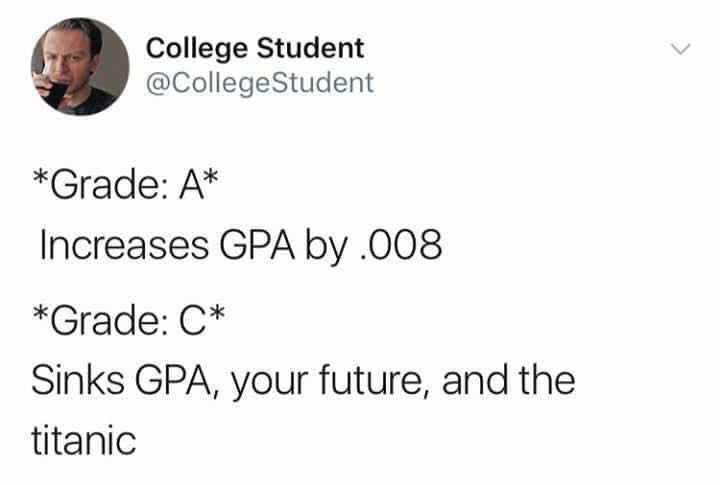 College Student
@CollegeStudent
*Grade: A*
Increases GPA by .008
*Grade: C*
Sinks GPA, your future, and the
titanic